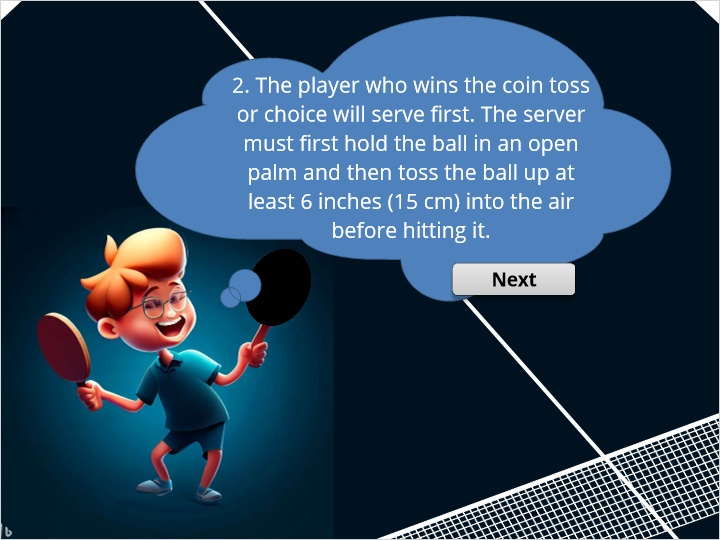 2. The player who wins the coin toss
or choice will serve first. The server
must first hold the ball in an open
palm and then toss the ball up at
least 6 inches (15 cm) into the air
before hitting it.
Next